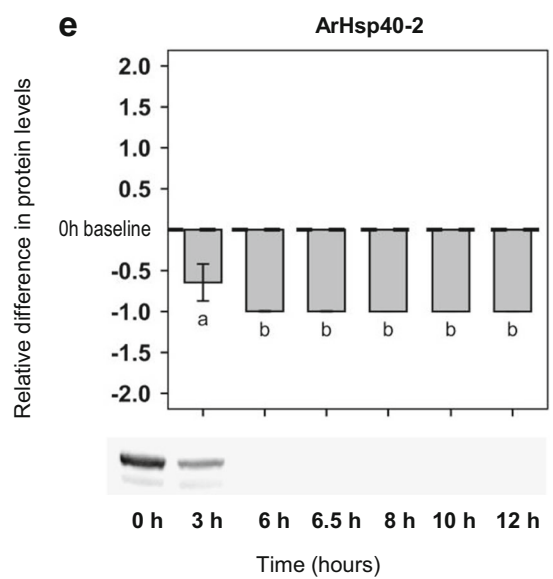 e
ArHsp40-2
Relative difference in protein levels
2.0
1.5
1.0
0.5
0h baseline
-0.5
-1.0
-1.5
-2.0
a
b b b b b
0 h 3 h 6 h 6.5 h 8 h 10 h 12 h
Time (hours)